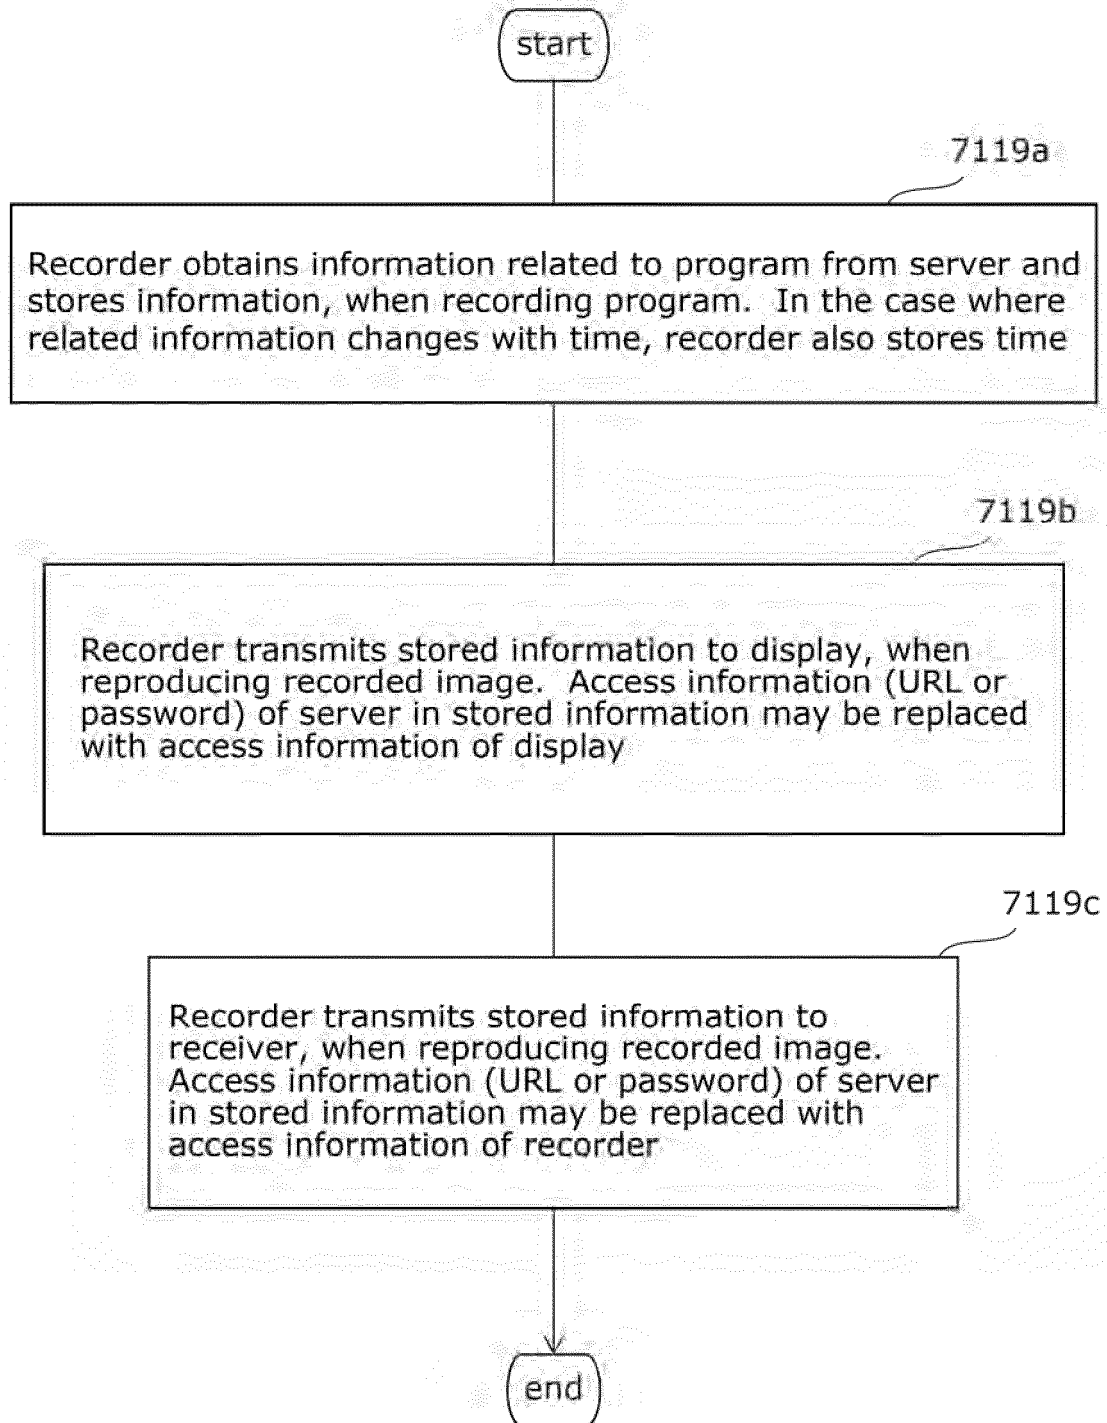 start
7119a
Recorder obtains information related to program from server and
stores information, when recording program.  In the case where
related information changes with time, recorder also stores time
7119b
Recorder transmits stored information to display, when
reproducing recorded image.  Access information (URL or
password) of server in stored information may be replaced
with access information of display
7119c
Recorder transmits stored information to
receiver, when reproducing recorded image.
Access information (URL or password) of server
in stored information may be replaced with
access information of recorder
end